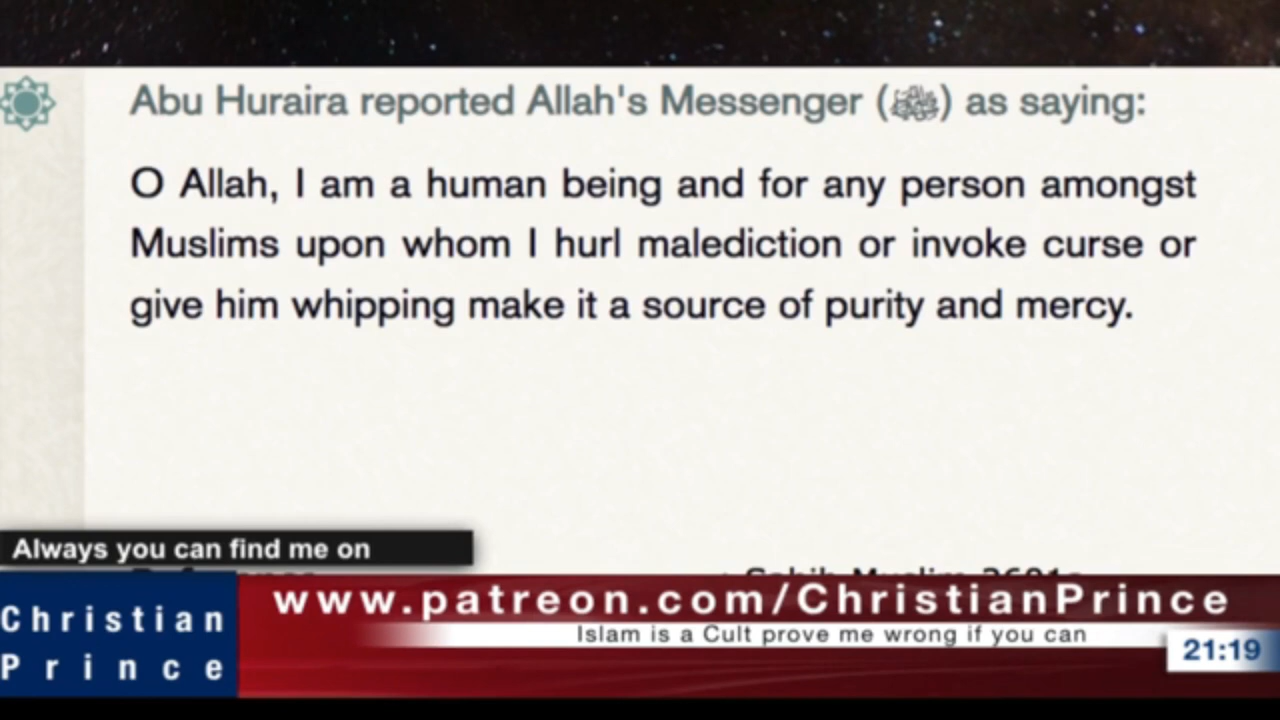 Abu Huraira reported Allah's Messenger (ﷺ) as saying:
O Allah, I am a human being and for any person amongst
Muslims upon whom I hurl malediction or invoke curse or
give him whipping make it a source of purity and mercy.
Always you can find me on
Christian
Prince
www.patreon.com/ChristianPrince
Islam is a Cult prove me wrong if you can
21:19